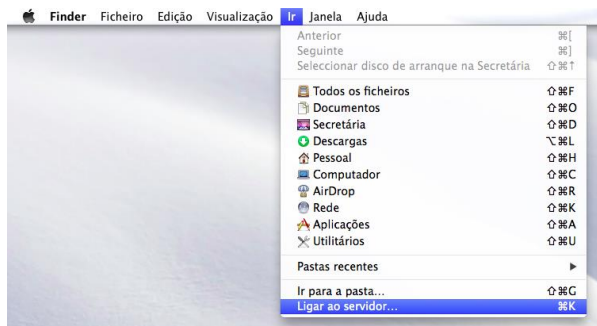 Finder Ficheiro Edição Visualização Ir Janela Ajuda
Anterior ⌘[
Seguinte ⌘]
Seleccionar disco de arranque na Secretária ⇧⌘↑
Todos os ficheiros ⇧⌘F
Documentos ⇧⌘O
Secretária ⇧⌘D
Descargas ⌥⌘L
Pessoal ⇧⌘H
Computador ⇧⌘C
AirDrop ⇧⌘R
Rede ⇧⌘K
Aplicações ⇧⌘A
Utilitários ⇧⌘U
Pastas recentes ▶
Ir para a pasta... ⇧⌘G
Ligar ao servidor... ⌘K